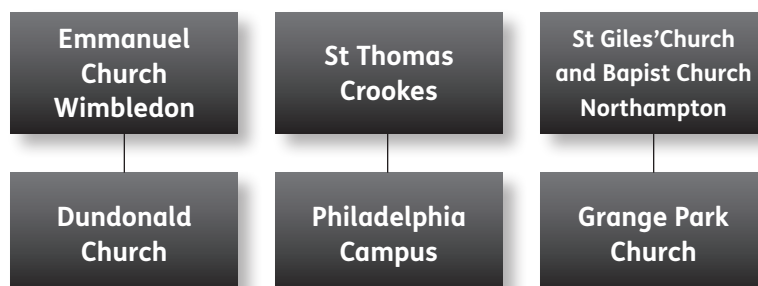 Emmanuel
Church
Wimbledon
St Thomas
Crookes
St Giles'Church
and Bapist Church
Northampton
Dundonald
Church
Philadelphia
Campus
Grange Park
Church